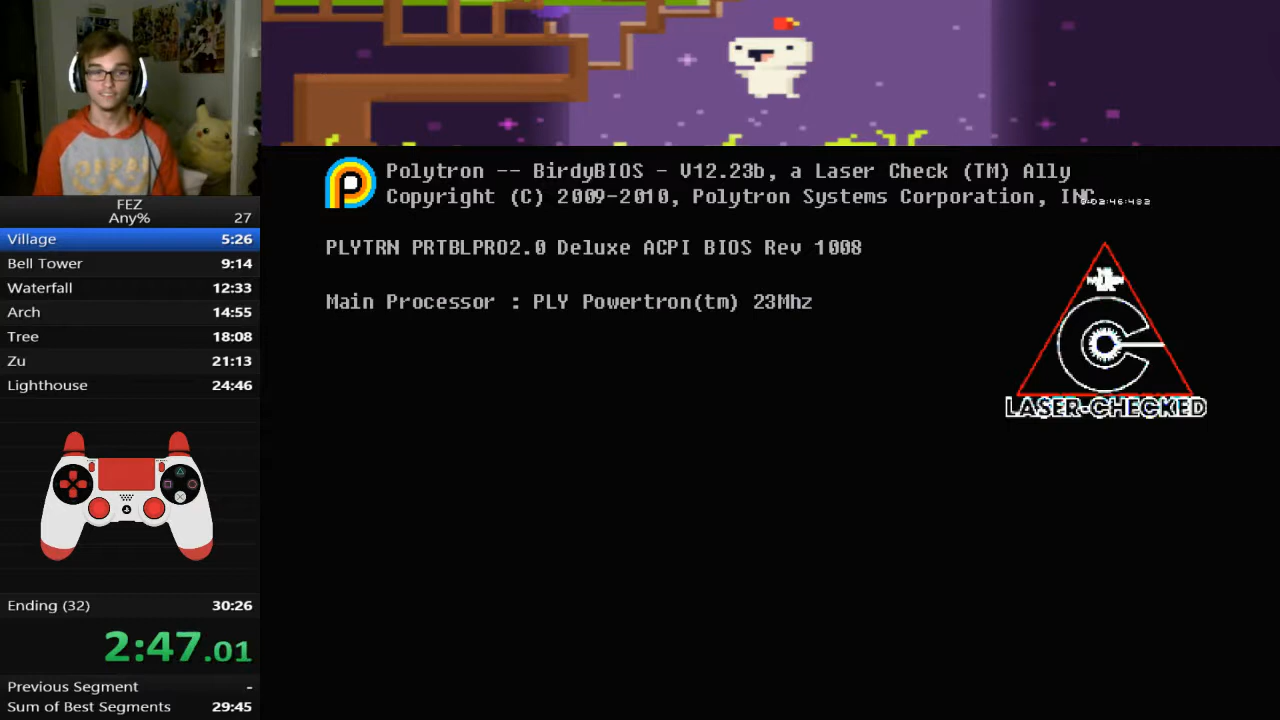 FEZ
Any% 27
Village 5:26
Bell Tower 9:14
Waterfall 12:33
Arch 14:55
Tree 18:08
Zu 21:13
Lighthouse 24:46
Ending (32) 30:26
2:47.01
Previous Segment -
Sum of Best Segments 29:45
Polytron -- BirdyBIOS - V12.23b, a Laser Check (TM) Ally
Copyright (C) 2009-2010, Polytron Systems Corporation, INC
PLYTRN PRTBLPRO2.0 Deluxe ACPI BIOS Rev 1008
Main Processor : PLY Powertron(tm) 23Mhz
LASER-CHECKED